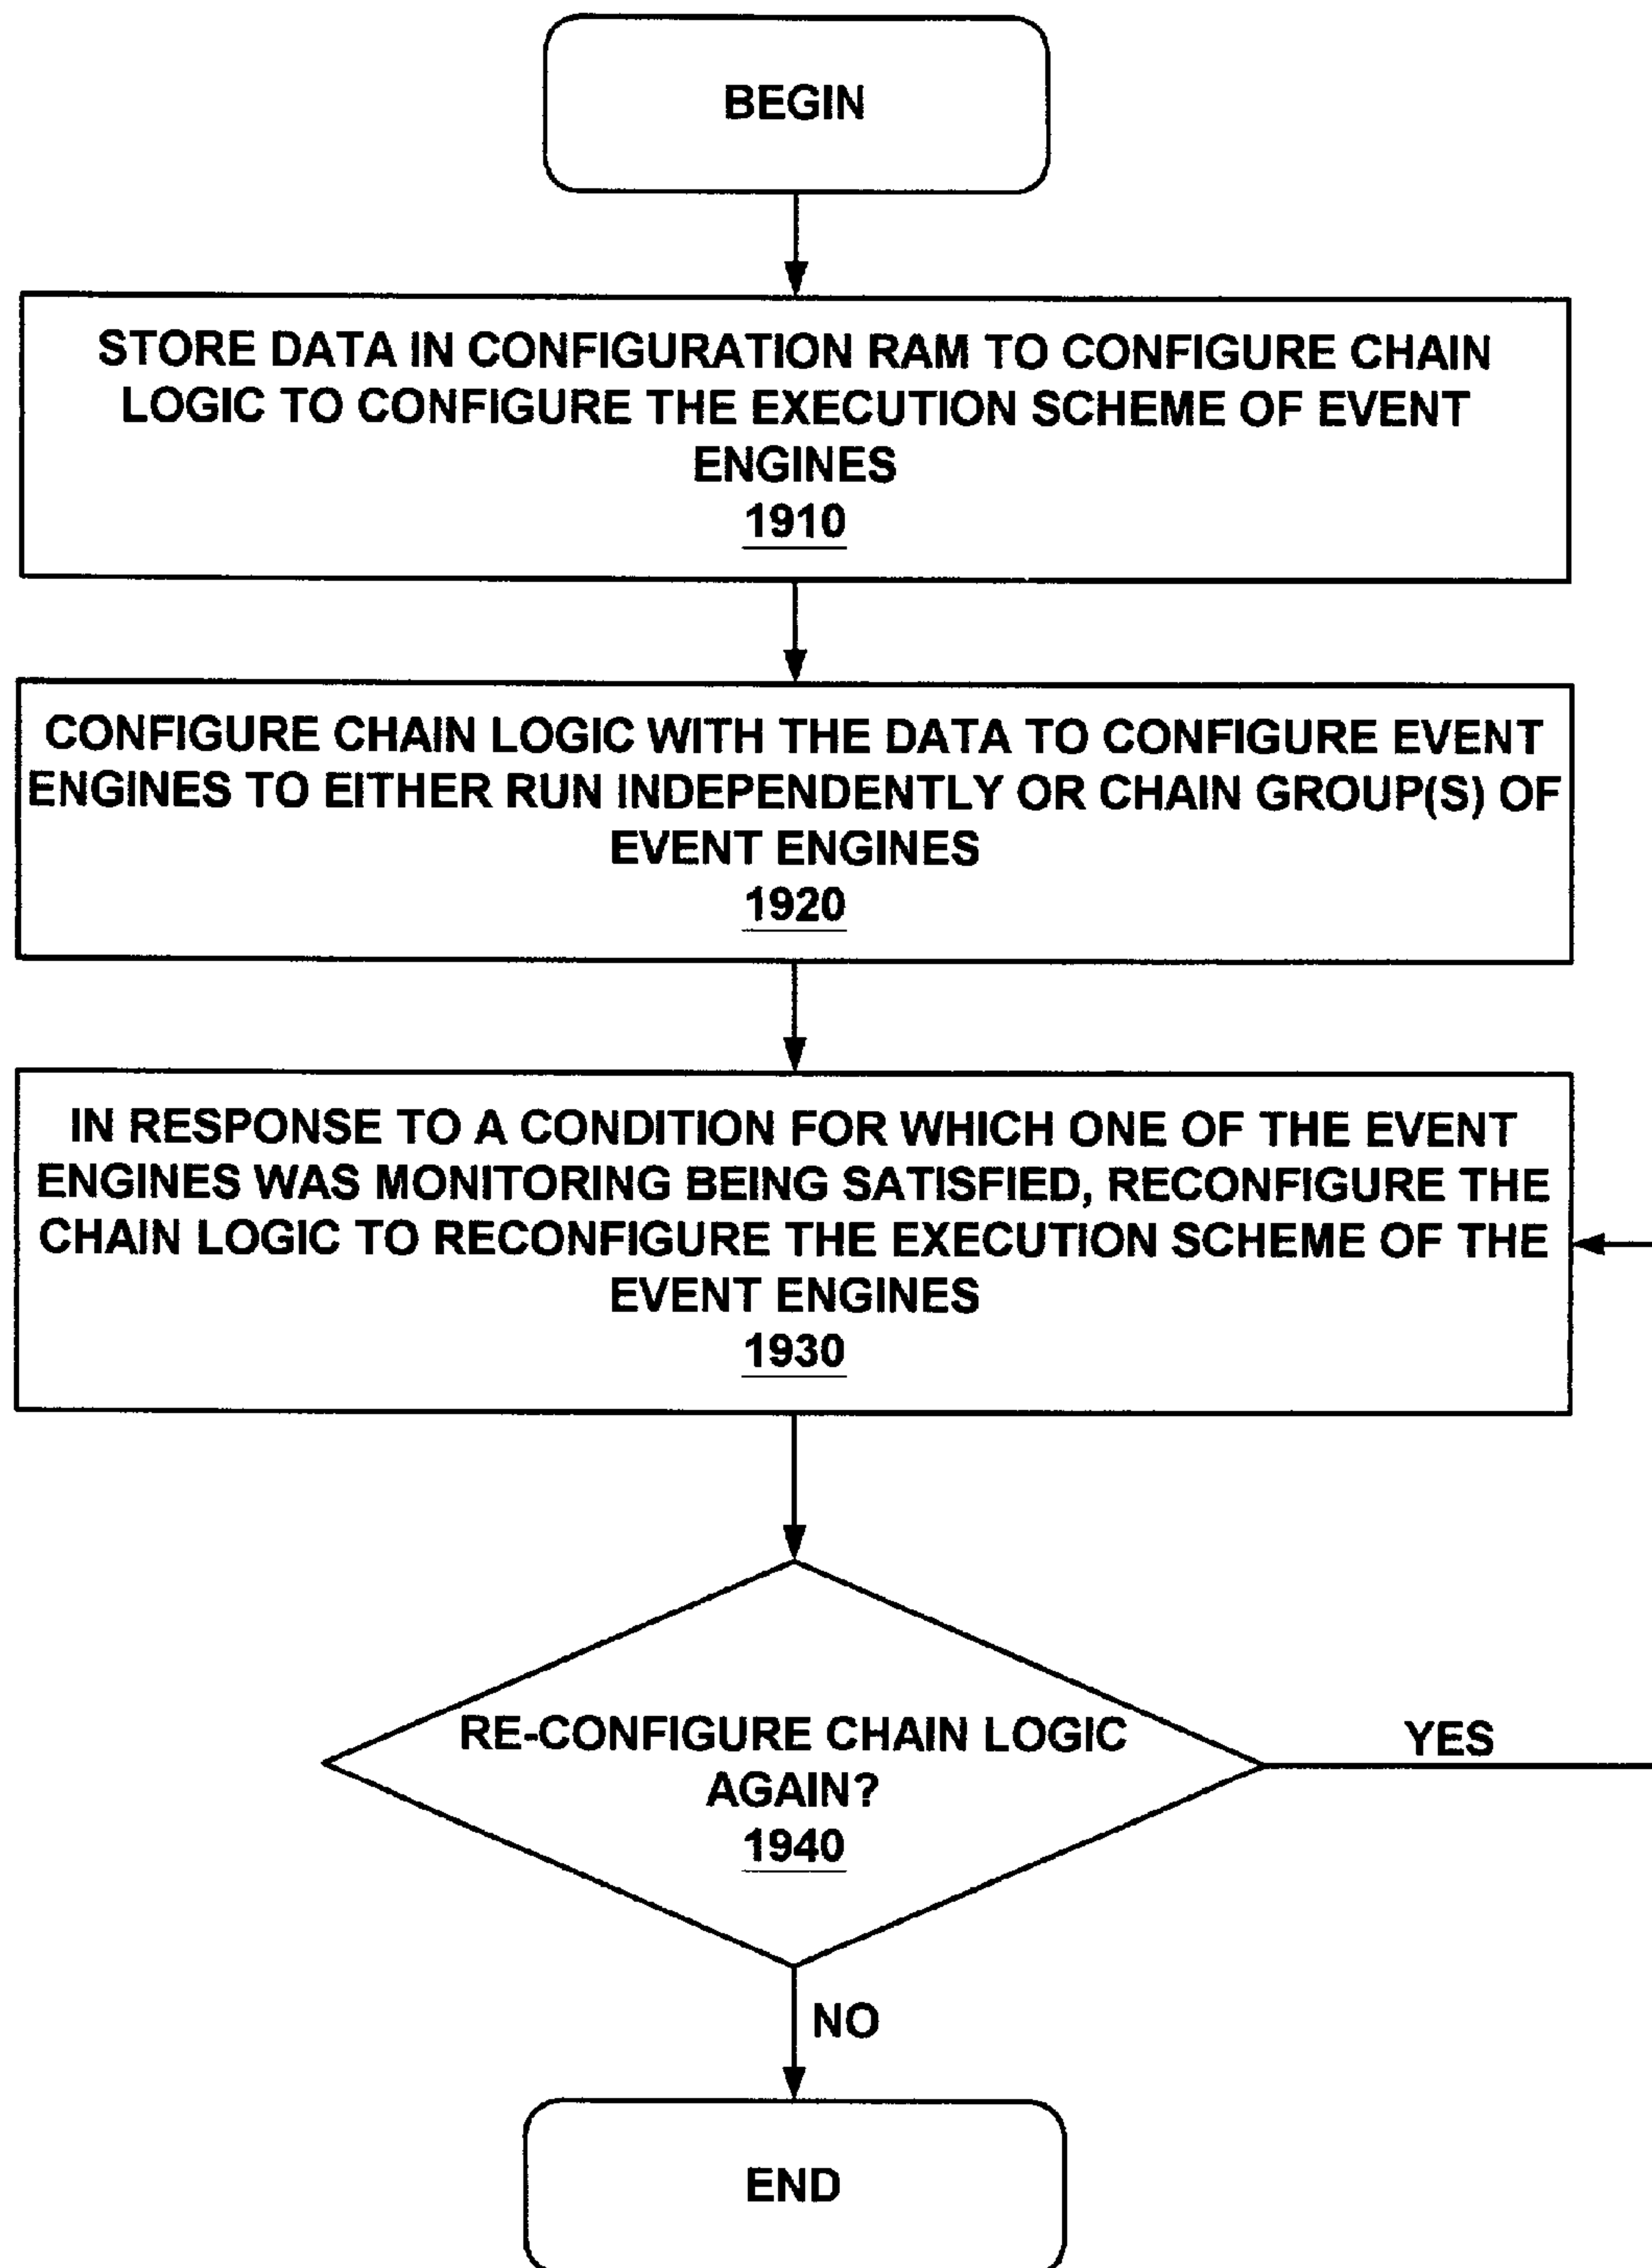 BEGIN
STORE DATA IN CONFIGURATION RAM TO CONFIGURE CHAIN
LOGIC TO CONFIGURE THE EXECUTION SCHEME OF EVENT
ENGINES
1910
CONFIGURE CHAIN LOGIC WITH THE DATA TO CONFIGURE EVENT
ENGINES TO EITHER RUN INDEPENDENTLY OR CHAIN GROUP(S) OF
EVENT ENGINES
1920
IN RESPONSE TO A CONDITION FOR WHICH ONE OF THE EVENT
ENGINES WAS MONITORING BEING SATISFIED, RECONFIGURE THE
CHAIN LOGIC TO RECONFIGURE THE EXECUTION SCHEME OF THE
EVENT ENGINES
1930
RE-CONFIGURE CHAIN LOGIC
AGAIN?
1940
YES
NO
END